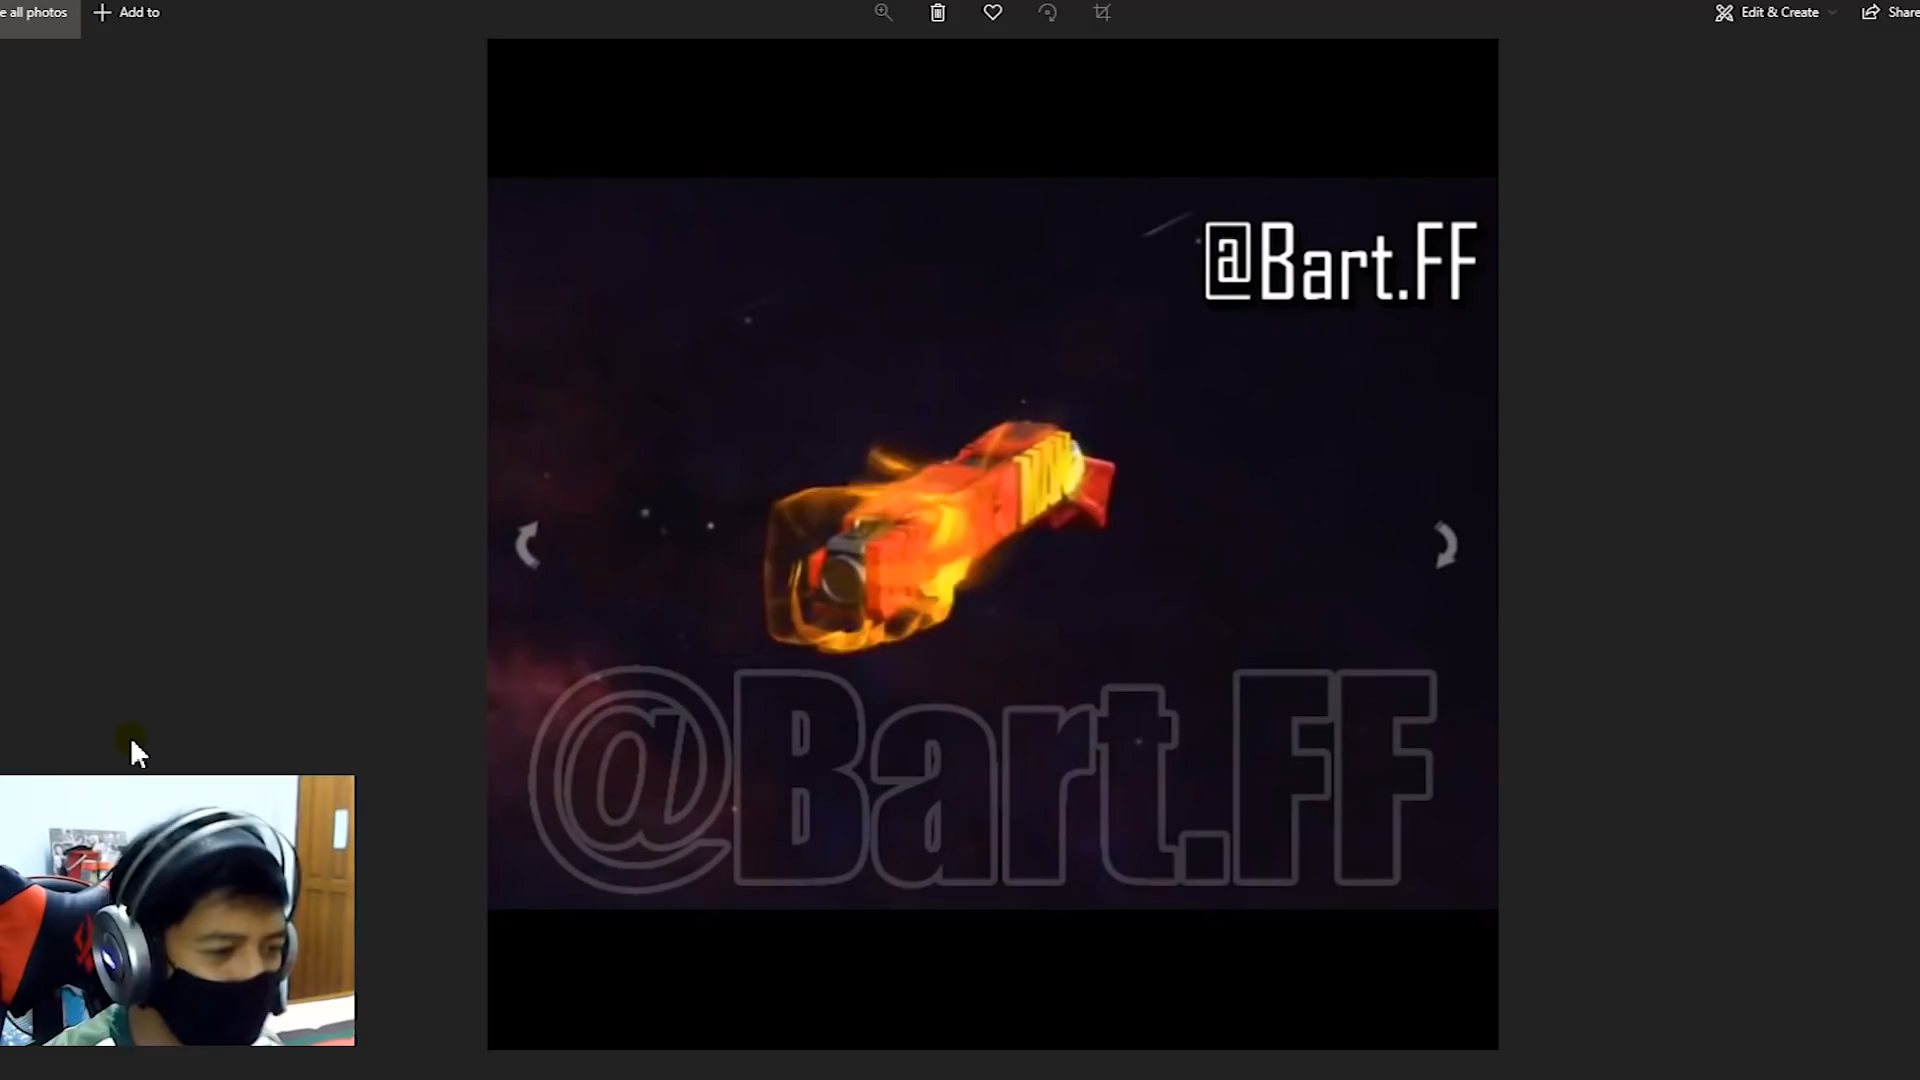 e all photos
Add to
Edit & Create
Share
@Bart.FF
@Bart.FF